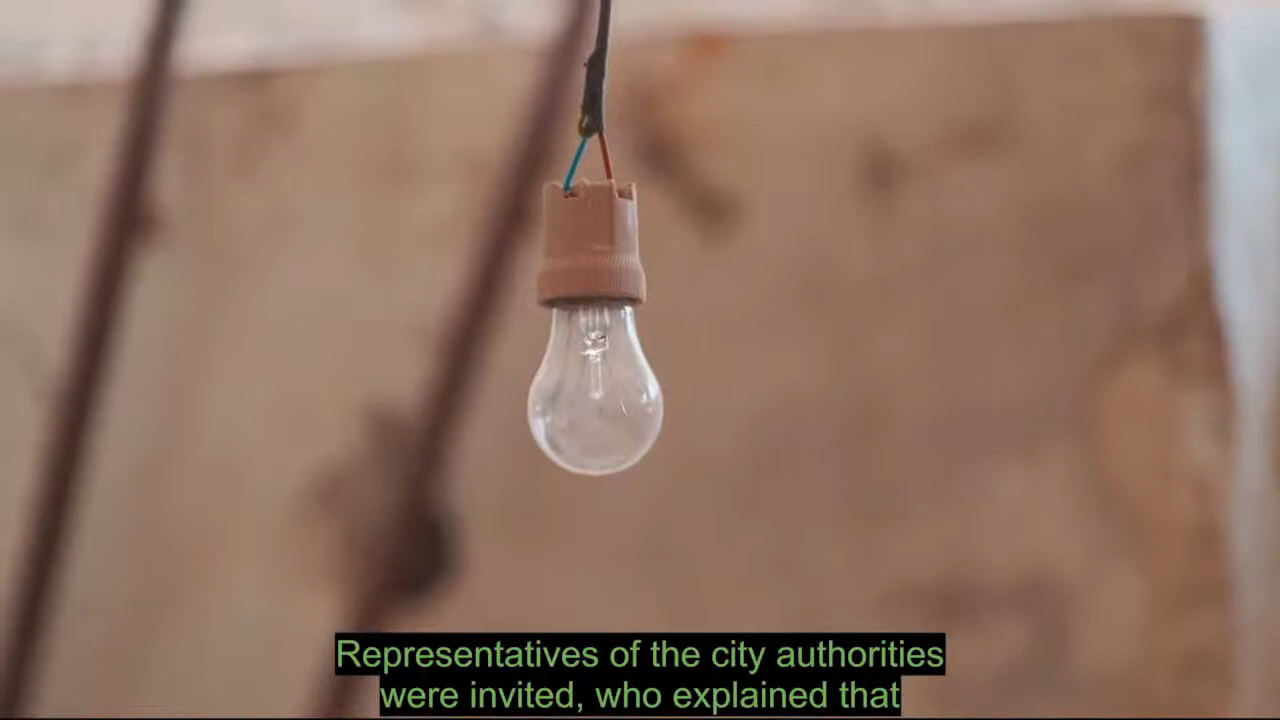 Representatives of the city authorities
were invited, who explained that